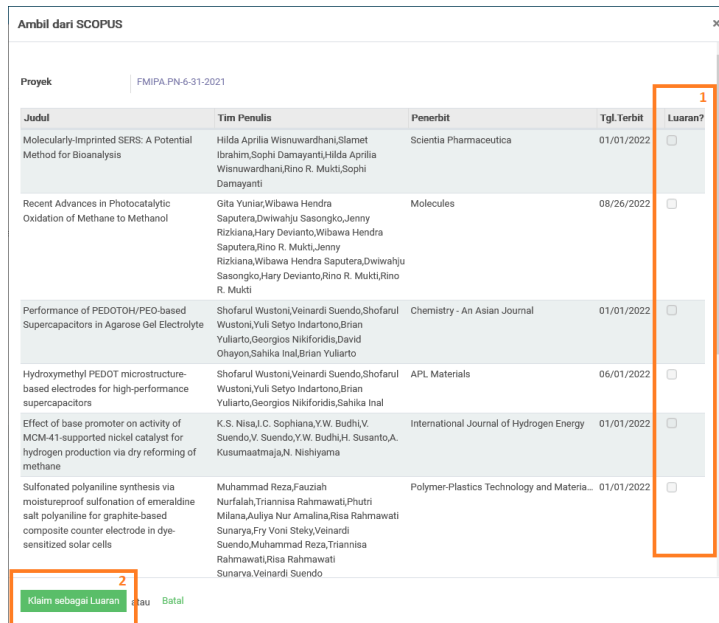 Ambil dari SCOPUS
×
Proyek FMIPA.PN-6-31-2021
1
Judul Tim Penulis Penerbit Tgl.Terbit Luaran?
Molecularly-Imprinted SERS: A Potential Hilda Aprilia Wisnuwardhani,Slamet Scientia Pharmaceutica 01/01/2022
Method for Bioanalysis Ibrahim,Sophi Damayanti,Hilda Aprilia
Wisnuwardhani,Rino R. Mukti,Sophi
Damayanti
Recent Advances in Photocatalytic Gita Yuniar,Wibawa Hendra Molecules 08/26/2022
Oxidation of Methane to Methanol Saputera,Dwiwahju Sasongko,Jenny
Rizkiana,Hary Devianto,Wibawa Hendra
Saputera,Rino R. Mukti,Jenny
Rizkiana,Wibawa Hendra Saputera,Dwiwahju
Sasongko,Hary Devianto,Rino R. Mukti,Rino
R. Mukti
Performance of PEDOTOH/PEO-based Shofarul Wustoni,Veinardi Suendo,Shofarul Chemistry - An Asian Journal 01/01/2022
Supercapacitors in Agarose Gel Electrolyte Wustoni,Yuli Setyo Indartono,Brian
Yuliarto,Georgios Nikiforidis,David
Ohayon,Sahika Inal,Brian Yuliarto
Hydroxymethyl PEDOT microstructure- Shofarul Wustoni,Veinardi Suendo,Shofarul APL Materials 06/01/2022
based electrodes for high-performance Wustoni,Yuli Setyo Indartono,Brian
supercapacitors Yuliarto,Georgios Nikiforidis,Sahika Inal
Effect of base promoter on activity of K.S. Nisa,I.C. Sophiana,Y.W. Budhi,V. International Journal of Hydrogen Energy 01/01/2022
MCM-41-supported nickel catalyst for Suendo,V. Suendo,Y.W. Budhi,H. Susanto,A.
hydrogen production via dry reforming of Kusumaatmaja,N. Nishiyama
methane
Sulfonated polyaniline synthesis via Muhammad Reza,Fauziah Polymer-Plastics Technology and Materia... 01/01/2022
moistureproof sulfonation of emeraldine Nurfalah,Triannisa Rahmawati,Phutri
salt polyaniline for graphite-based Milana,Auliya Nur Amalina,Risa Rahmawati
composite counter electrode in dye- Sunarya,Fry Voni Steky,Veinardi
sensitized solar cells Suendo,Muhammad Reza,Triannisa
Rahmawati,Risa Rahmawati
Sunarya,Veinardi Suendo
2
Klaim sebagai Luaran atau Batal